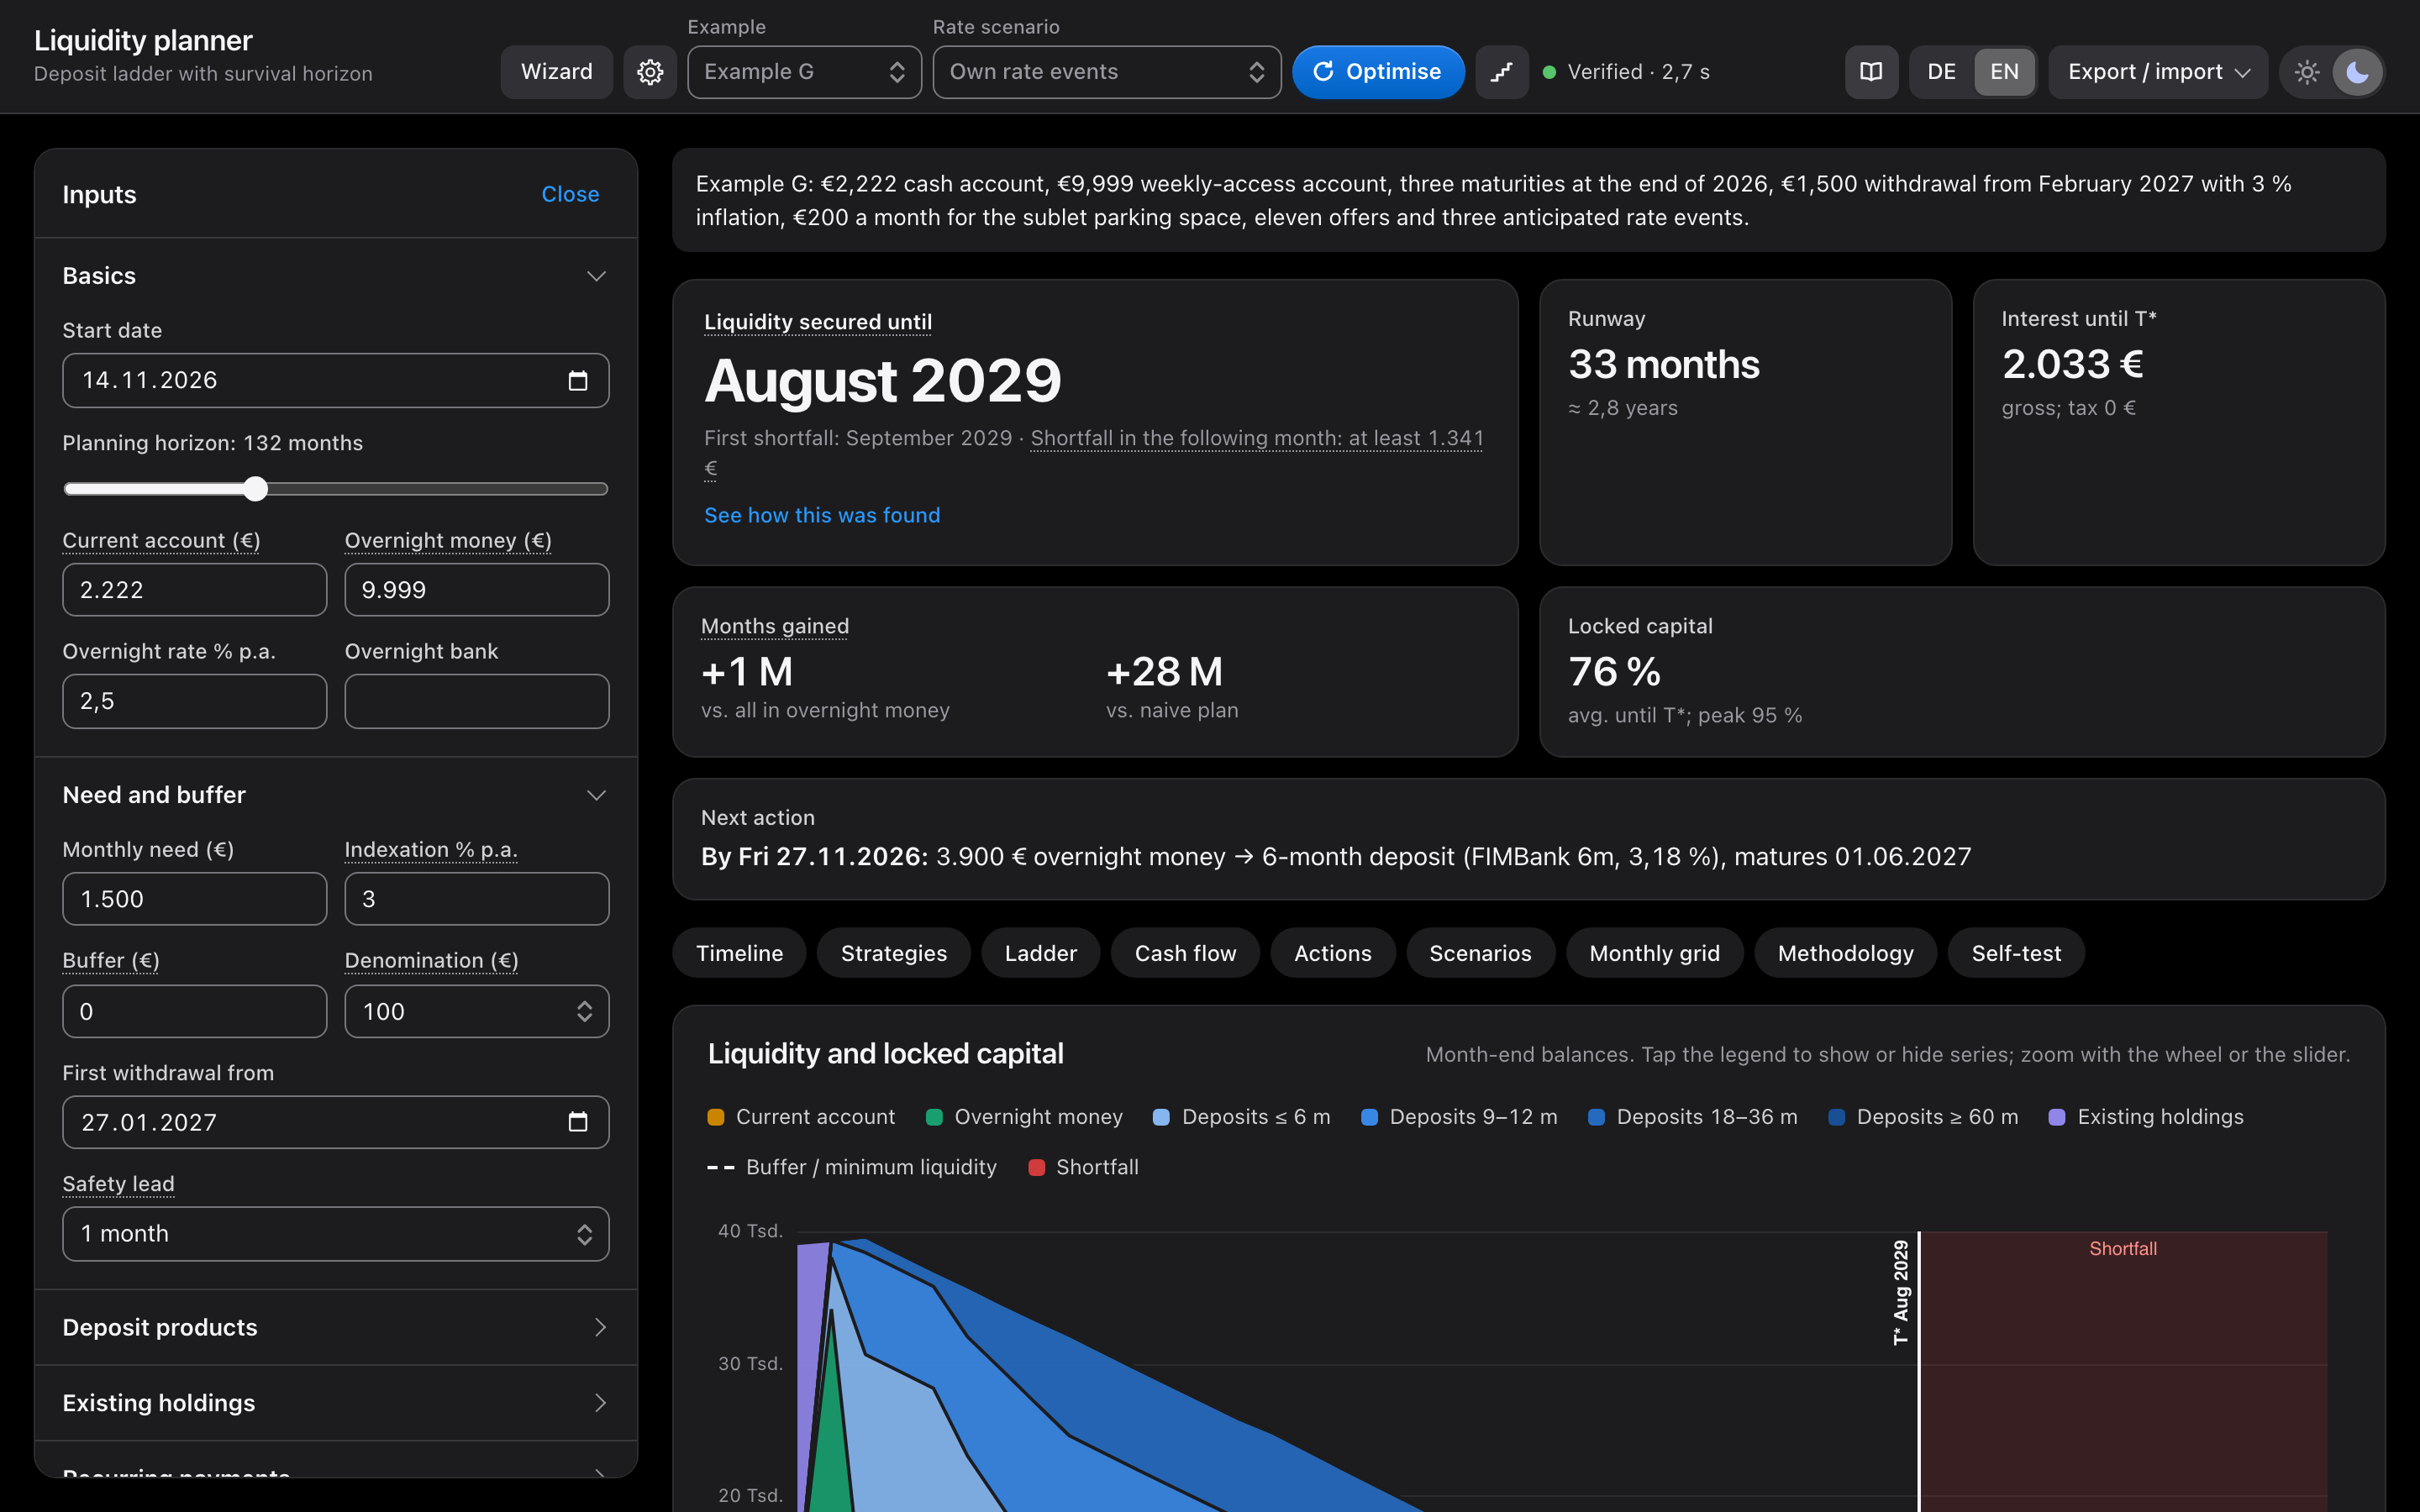 Liquidity planner
Deposit ladder with survival horizon
Wizard
Example
Example G
Rate scenario
Own rate events
Optimise
Verified · 2,7 s
DE
EN
Export / import
Inputs
Close
Basics
Start date
14.11.2026
Planning horizon: 132 months
Current account (€)
Overnight money (€)
2.222
9.999
Overnight rate % p.a.
Overnight bank
2,5
Need and buffer
Monthly need (€)
Indexation % p.a.
1.500
3
Buffer (€)
Denomination (€)
0
100
First withdrawal from
27.01.2027
Safety lead
1 month
Deposit products
Existing holdings
Recurring payments
Example G: €2,222 cash account, €9,999 weekly-access account, three maturities at the end of 2026, €1,500 withdrawal from February 2027 with 3 %
inflation, €200 a month for the sublet parking space, eleven offers and three anticipated rate events.
Liquidity secured until
August 2029
First shortfall: September 2029 · Shortfall in the following month: at least 1.341
€
See how this was found
Runway
33 months
≈ 2,8 years
Interest until T*
2.033 €
gross; tax 0 €
Months gained
+1 M
vs. all in overnight money
+28 M
vs. naive plan
Locked capital
76 %
avg. until T*; peak 95 %
Next action
By Fri 27.11.2026: 3.900 € overnight money → 6-month deposit (FIMBank 6m, 3,18 %), matures 01.06.2027
Timeline
Strategies
Ladder
Cash flow
Actions
Scenarios
Monthly grid
Methodology
Self-test
Liquidity and locked capital
Month-end balances. Tap the legend to show or hide series; zoom with the wheel or the slider.
Current account
Overnight money
Deposits ≤ 6 m
Deposits 9–12 m
Deposits 18–36 m
Deposits ≥ 60 m
Existing holdings
Buffer / minimum liquidity
Shortfall
40 Tsd.
30 Tsd.
20 Tsd.
T* Aug 2029
Shortfall